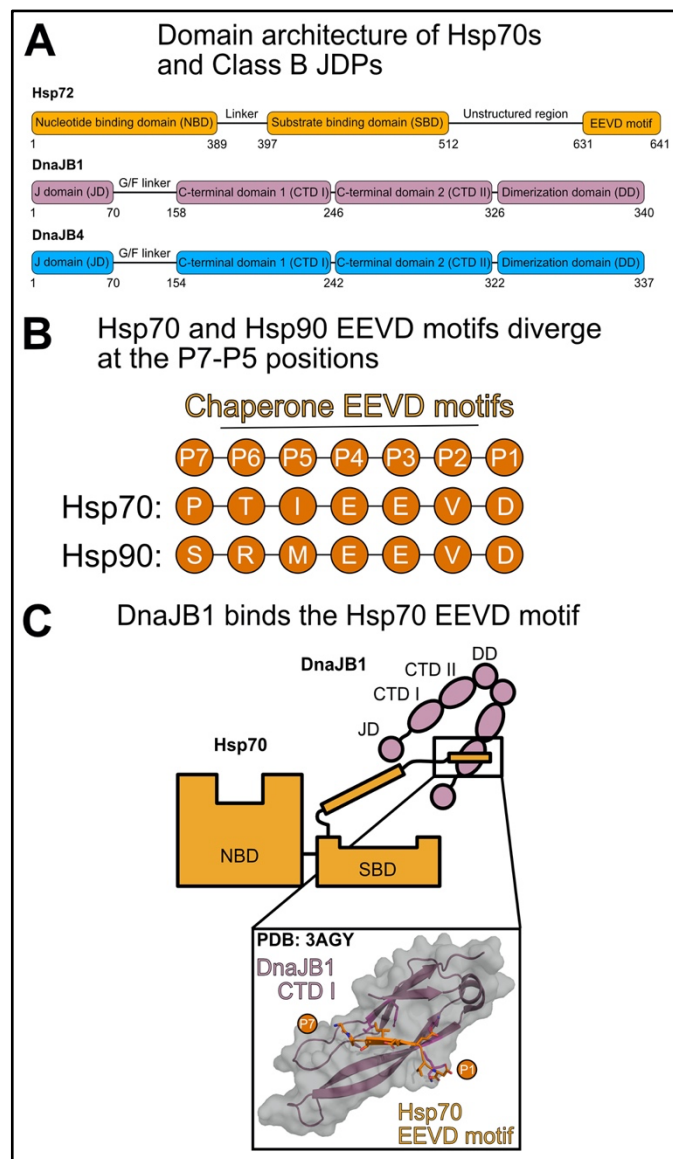 A
Domain architecture of Hsp70s
and Class B JDPs
Hsp72
Nucleotide binding domain (NBD) Linker Substrate binding domain (SBD) Unstructured region EEVD motif
1 389 397 512 631 641
DnaJB1
J domain (JD) G/F linker C-terminal domain 1 (CTD I) C-terminal domain 2 (CTD II) Dimerization domain (DD)
1 70 158 246 326 340
DnaJB4
J domain (JD) G/F linker C-terminal domain 1 (CTD I) C-terminal domain 2 (CTD II) Dimerization domain (DD)
1 70 154 242 322 337
B
Hsp70 and Hsp90 EEVD motifs diverge
at the P7-P5 positions
Chaperone EEVD motifs
P7 P6 P5 P4 P3 P2 P1
Hsp70: P T I E E V D
Hsp90: S R M E E V D
C
DnaJB1 binds the Hsp70 EEVD motif
DnaJB1
DD
CTD II
CTD I
JD
Hsp70
NBD
SBD
PDB: 3AGY
DnaJB1
CTD I
P7
P1
Hsp70
EEVD motif